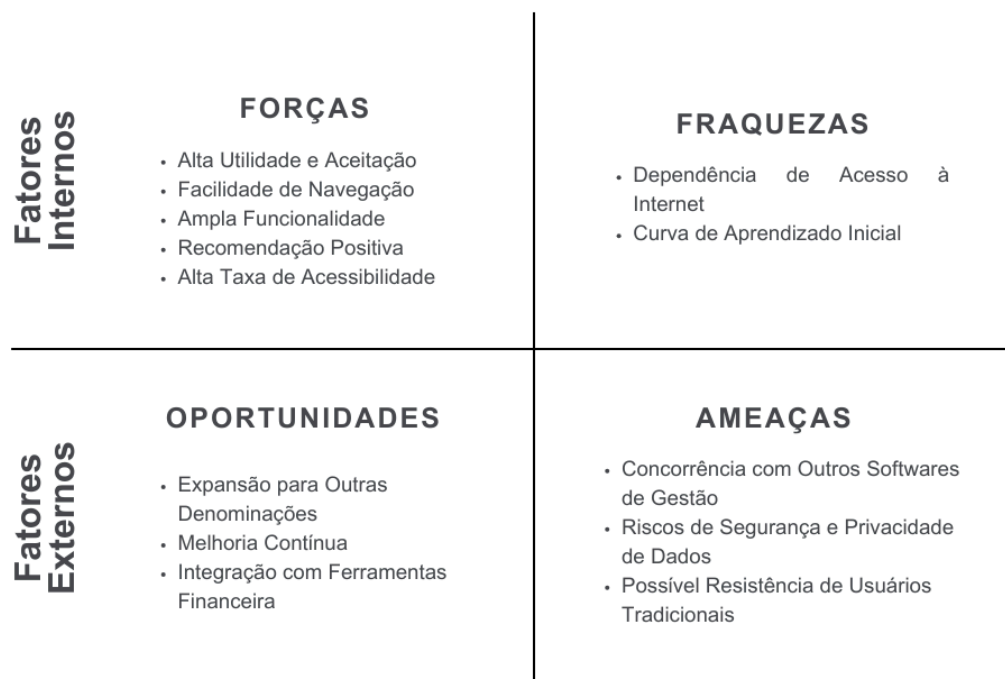 Fatores
Internos
FORÇAS
• Alta Utilidade e Aceitação
• Facilidade de Navegação
• Ampla Funcionalidade
• Recomendação Positiva
• Alta Taxa de Acessibilidade
FRAQUEZAS
• Dependência de Acesso à
Internet
• Curva de Aprendizado Inicial
Fatores
Externos
OPORTUNIDADES
• Expansão para Outras
Denominações
• Melhoria Contínua
• Integração com Ferramentas
Financeira
AMEAÇAS
• Concorrência com Outros Softwares
de Gestão
• Riscos de Segurança e Privacidade
de Dados
• Possível Resistência de Usuários
Tradicionais